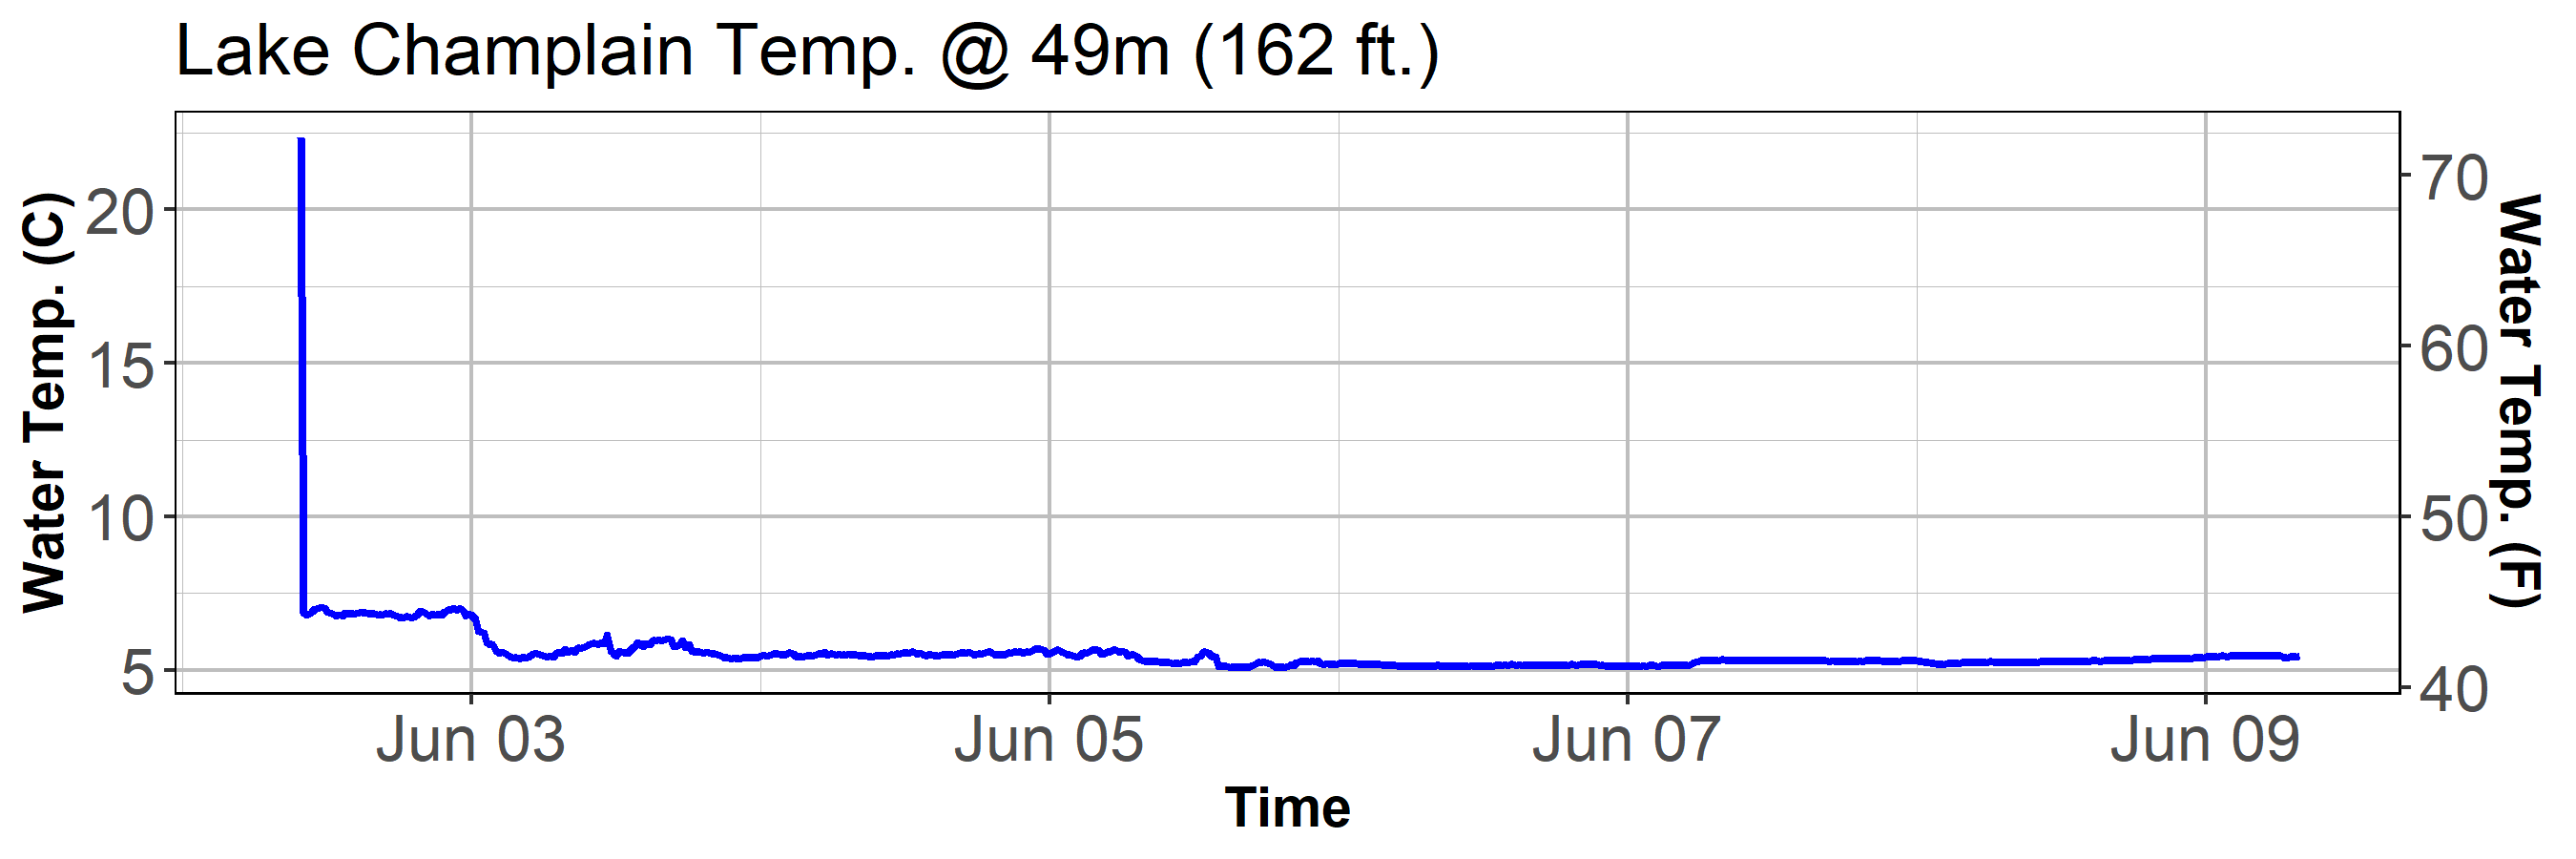 Lake Champlain Temp. @ 49m (162 ft.)
Water Temp. (C)
20
15
10
5
70
60
50
40
Water Temp. (F)
Jun 03
Jun 05
Jun 07
Jun 09
Time